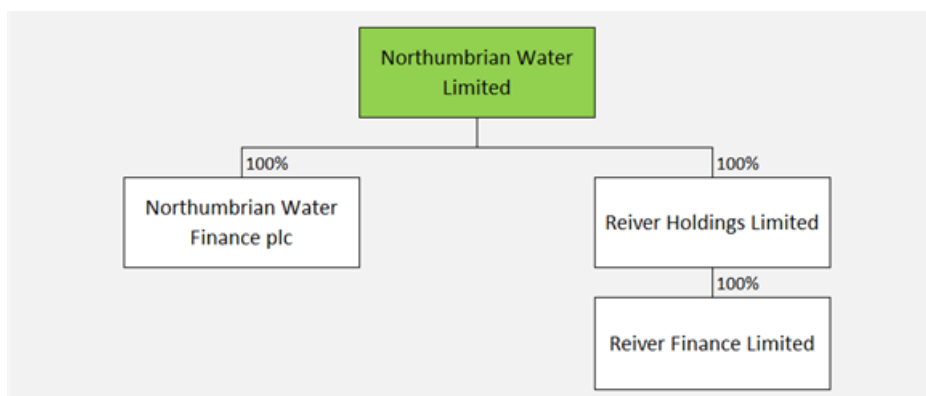 Northumbrian Water
Limited
100%
100%
Northumbrian Water
Finance plc
Reiver Holdings Limited
100%
Reiver Finance Limited